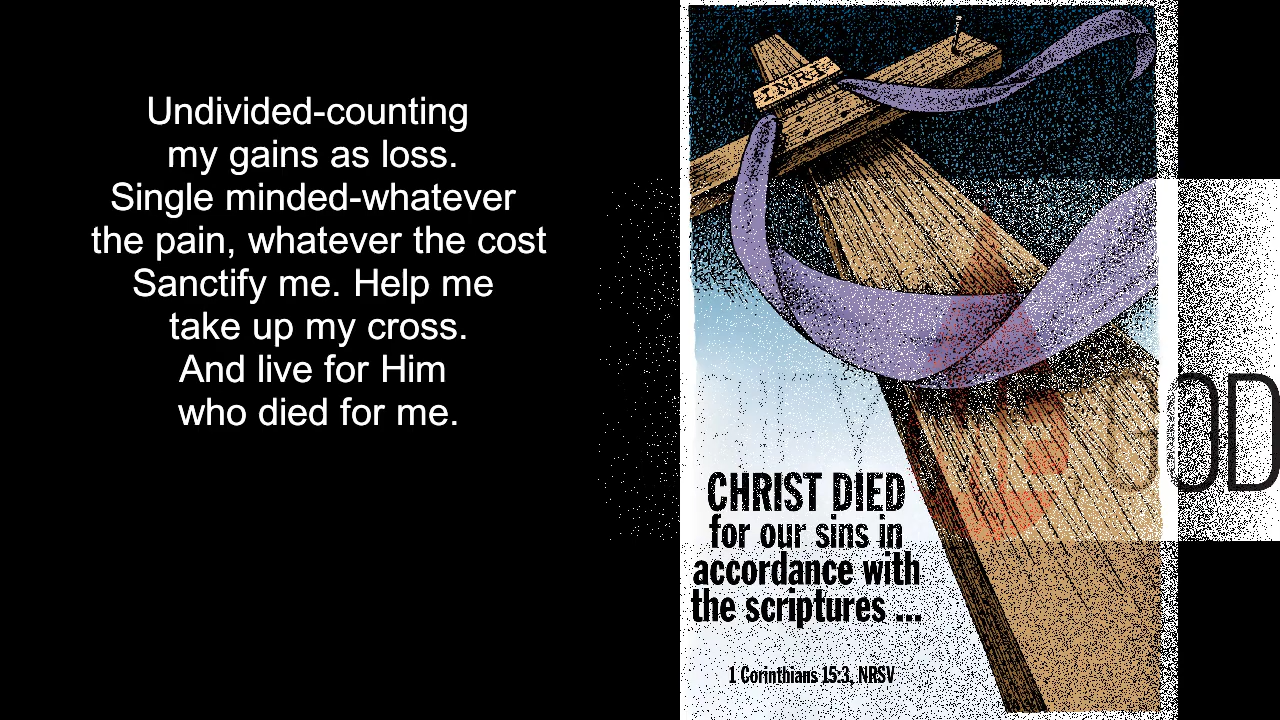 Undivided-counting
my gains as loss.
Single minded-whatever
the pain, whatever the cost
Sanctify me. Help me
take up my cross.
And live for Him
who died for me.
INRI
CHRIST DIED
for our sins in
accordance with
the scriptures ...
1 Corinthians 15:3, NRSV
GOD